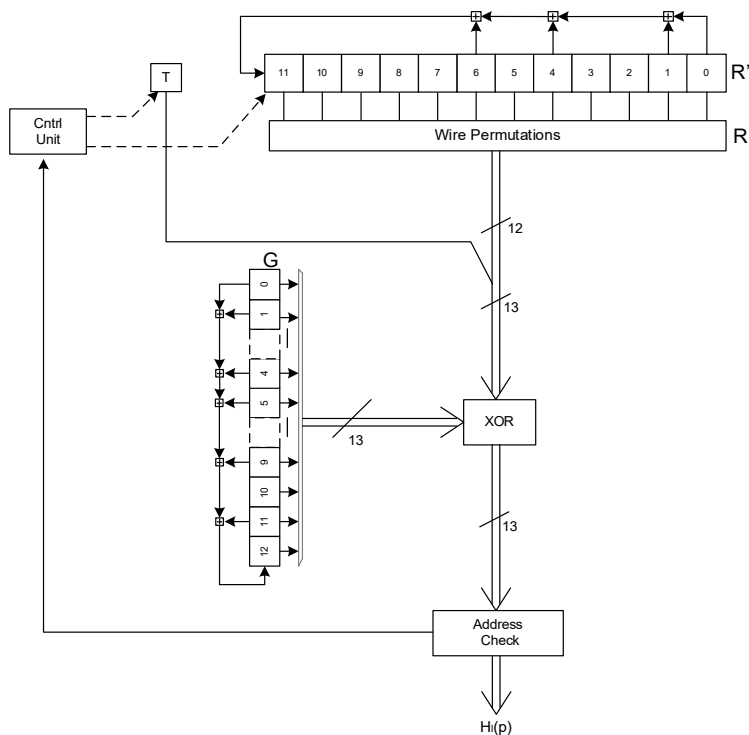 T
11 10 9 8 7 6 5 4 3 2 1 0 R'
Cntrl
Unit
Wire Permutations R
12
G
0
13
1
4
5
XOR
13
9
10
11
13
12
Address
Check
Hi(p)